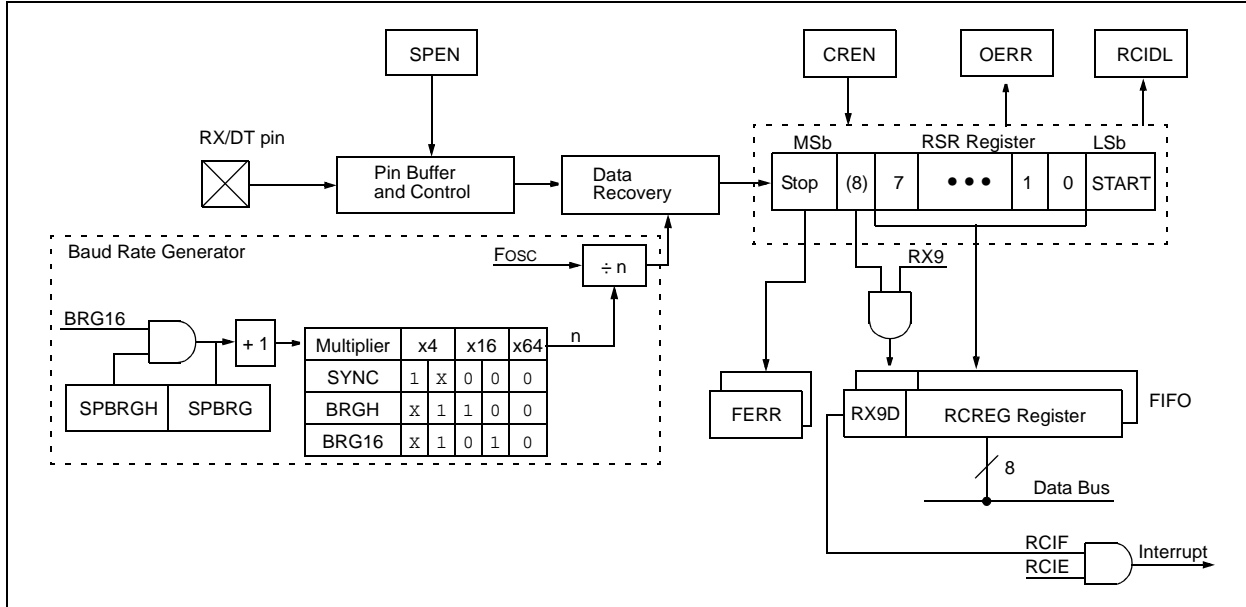 SPEN
CREN
OERR
RCIDL
RX/DT pin
Pin Buffer
and Control
Data
Recovery
MSb
RSR Register
LSb
Stop (8) 7 ••• 1 0 START
Baud Rate Generator
FOSC
÷ n
RX9
BRG16
+ 1
n
SPBRGH SPBRG
Multiplier x4 x16 x64
SYNC 1 X 0 0 0
BRGH X 1 1 0 0
BRG16 X 1 0 1 0
FERR
RX9D RCREG Register
FIFO
8
Data Bus
RCIF
RCIE
Interrupt